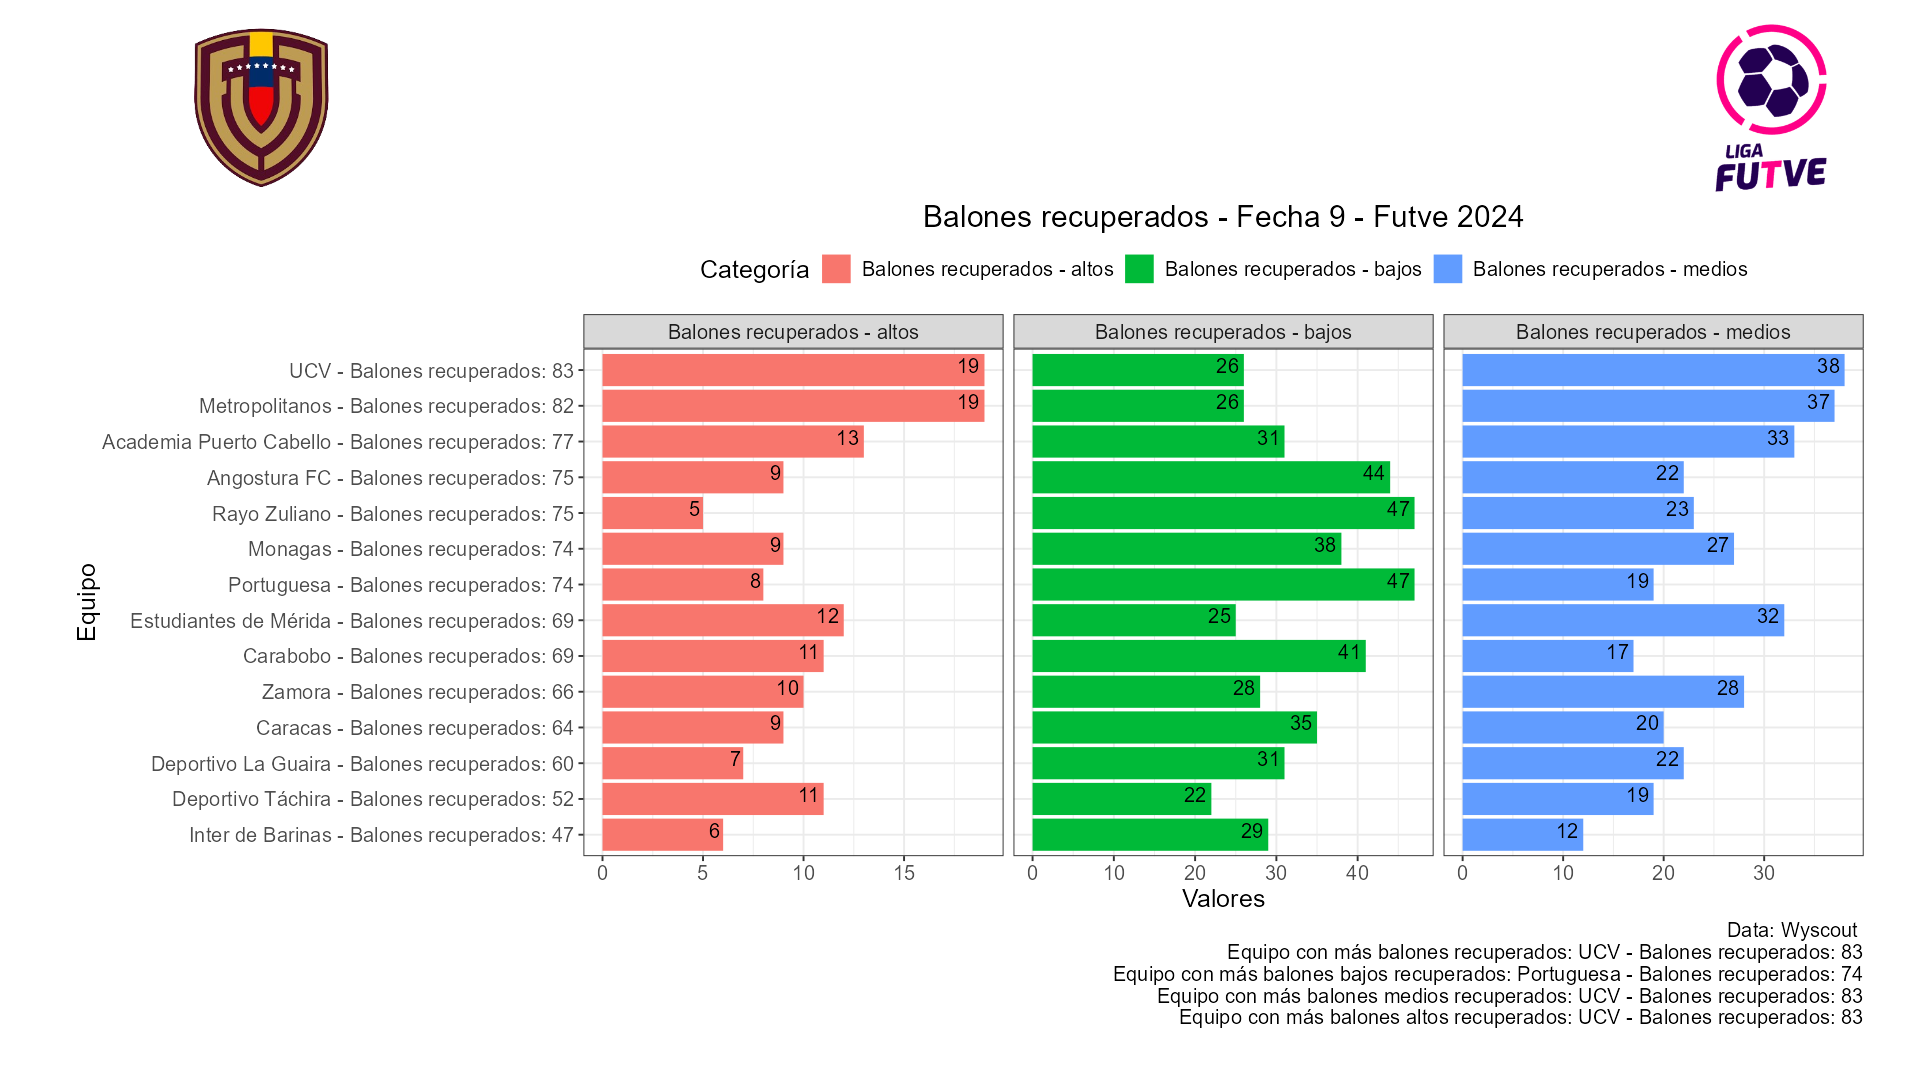 LIGA
FUTVE
Balones recuperados - Fecha 9 - Futve 2024
Categoría Balones recuperados - altos Balones recuperados - bajos Balones recuperados - medios
Balones recuperados - altos Balones recuperados - bajos Balones recuperados - medios
UCV - Balones recuperados: 83 19 26 38
Metropolitanos - Balones recuperados: 82 19 26 37
Academia Puerto Cabello - Balones recuperados: 77 13 31 33
Angostura FC - Balones recuperados: 75 9 44 22
Rayo Zuliano - Balones recuperados: 75 5 47 23
Monagas - Balones recuperados: 74 9 38 27
Portuguesa - Balones recuperados: 74 8 47 19
Estudiantes de Mérida - Balones recuperados: 69 12 25 32
Carabobo - Balones recuperados: 69 11 41 17
Zamora - Balones recuperados: 66 10 28 28
Caracas - Balones recuperados: 64 9 35 20
Deportivo La Guaira - Balones recuperados: 60 7 31 22
Deportivo Táchira - Balones recuperados: 52 11 22 19
Inter de Barinas - Balones recuperados: 47 6 29 12
Equipo
0 5 10 15 0 10 20 30 40 0 10 20 30
Valores
Data: Wyscout
Equipo con más balones recuperados: UCV - Balones recuperados: 83
Equipo con más balones bajos recuperados: Portuguesa - Balones recuperados: 74
Equipo con más balones medios recuperados: UCV - Balones recuperados: 83
Equipo con más balones altos recuperados: UCV - Balones recuperados: 83